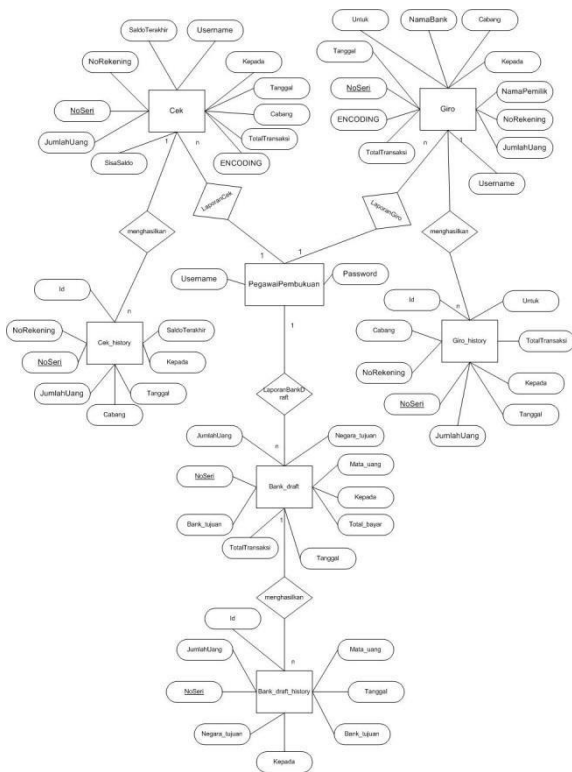 SaldoTerakhir
Username
NoRekening
Kepada
Tanggal
NoSeri
Cek
Cabang
JumlahUang
TotalTransaksi
SisaSaldo
ENCODING
1
n
Untuk
NamaBank
Cabang
Tanggal
Kepada
NoSeri
NamaPemilik
Giro
ENCODING
NoRekening
TotalTransaksi
JumlahUang
n
1
Username
LaporanCek
LaporanGiro
menghasilkan
menghasilkan
1
1
Username
PegawaiPembukuan
Password
1
Id
n
NoRekening
SaldoTerakhir
Cek_history
NoSeri
Kepada
JumlahUang
Tanggal
Cabang
Id
n
Untuk
Cabang
Giro_history
TotalTransaksi
NoRekening
Kepada
NoSeri
Tanggal
JumlahUang
LaporanBankD
raft
JumlahUang
n
Negara_tujuan
Mata_uang
NoSeri
Bank_draft
Kepada
Bank_tujuan
Total_bayar
1
TotalTransaksi
Tanggal
menghasilkan
Id
n
JumlahUang
Mata_uang
NoSeri
Bank_draft_history
Tanggal
Negara_tujuan
Bank_tujuan
Kepada